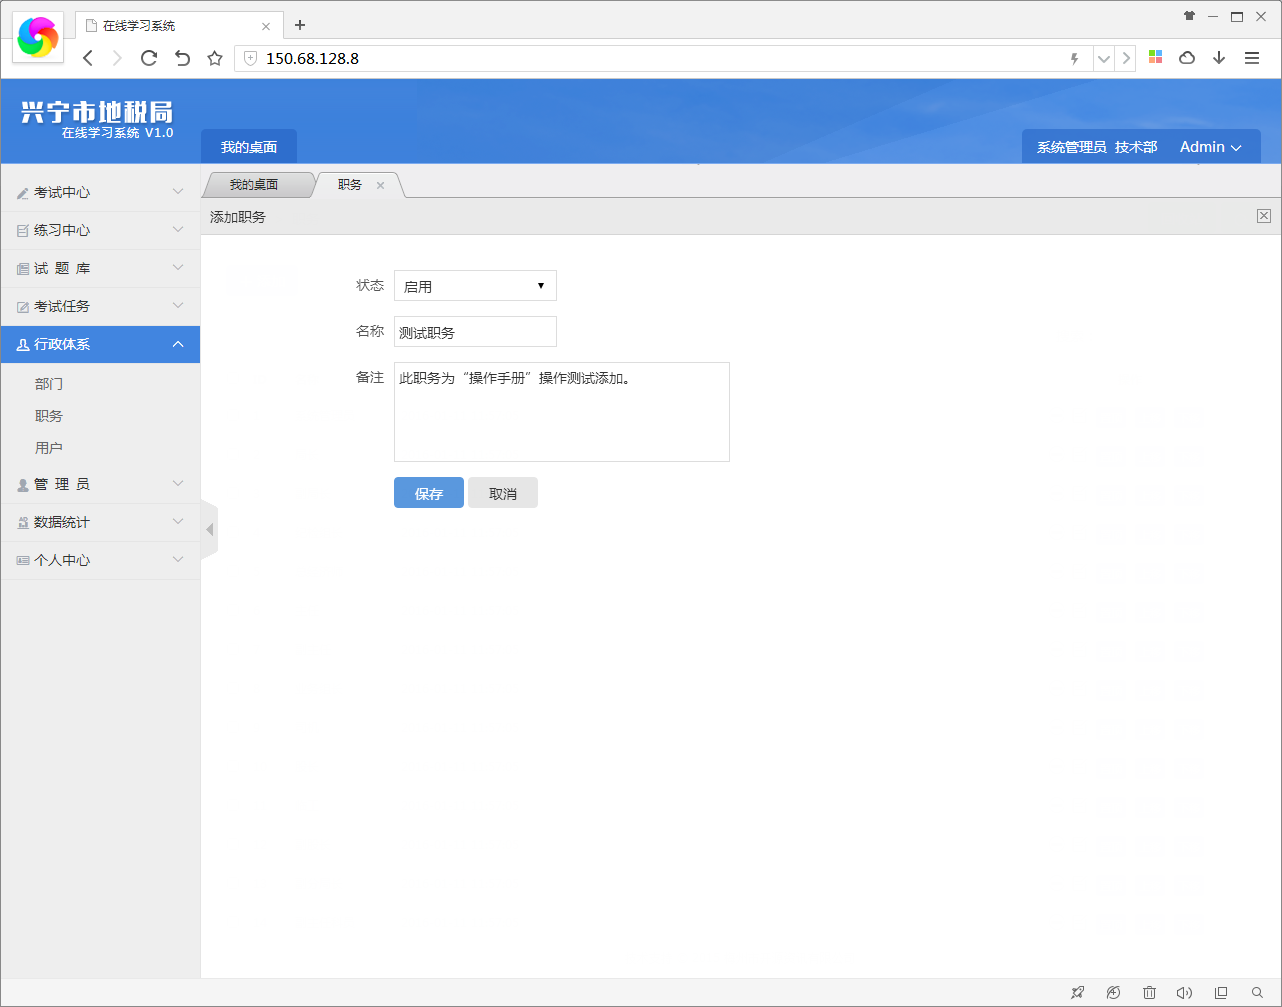 在线学习系统
150.68.128.8
兴宁市地税局
在线学习系统 V1.0
我的桌面
系统管理员 技术部 Admin
考试中心
练习中心
试 题 库
考试任务
行政体系
部门
职务
用户
管 理 员
数据统计
个人中心
我的桌面 职务
添加职务
状态 启用
名称 测试职务
备注 此职务为“操作手册”操作测试添加。
保存 取消